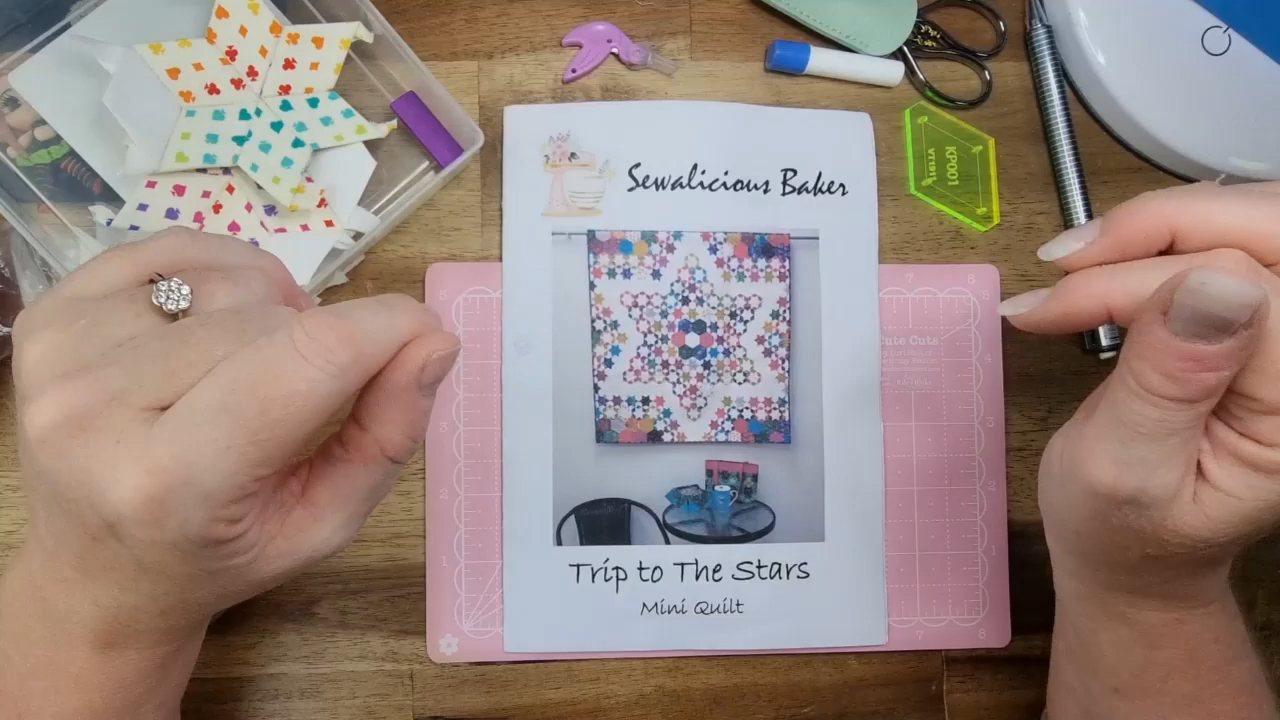 Sewalicious Baker
Trip to The Stars
Mini Quilt
KP001
Cute Cuts